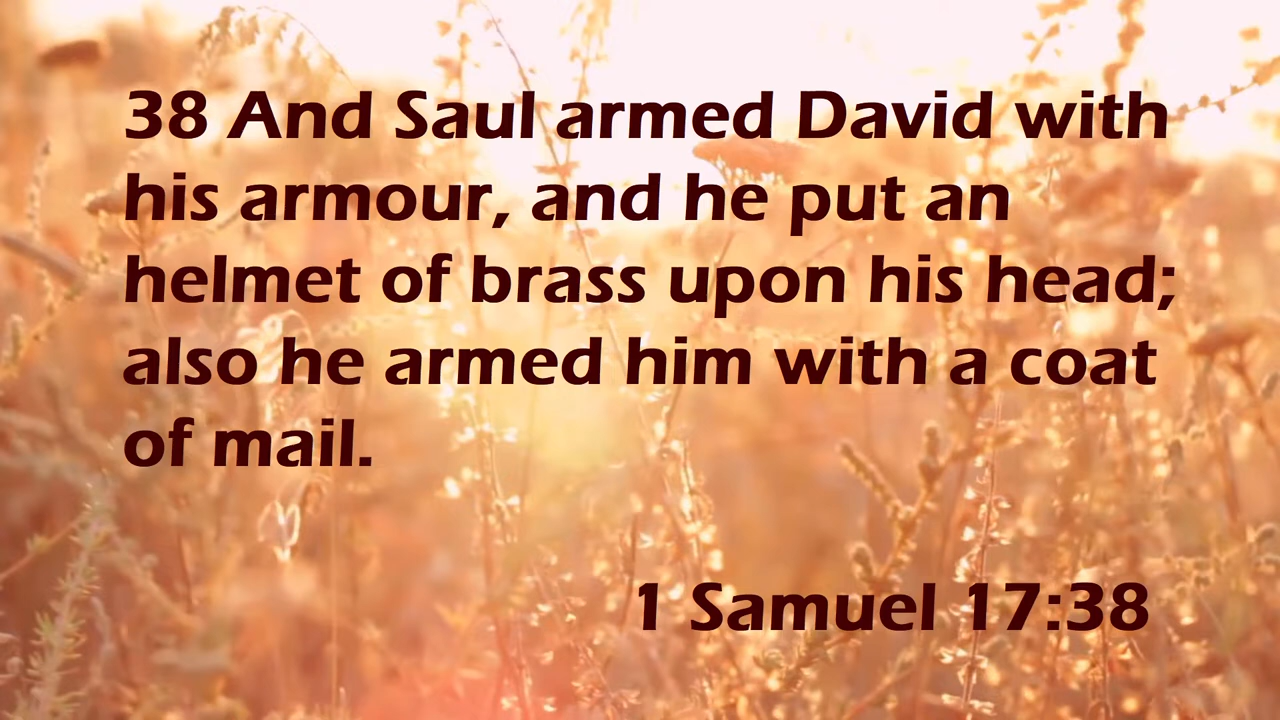 38 And Saul armed David with
his armour, and he put an
helmet of brass upon his head;
also he armed him with a coat
of mail.
1 Samuel 17:38